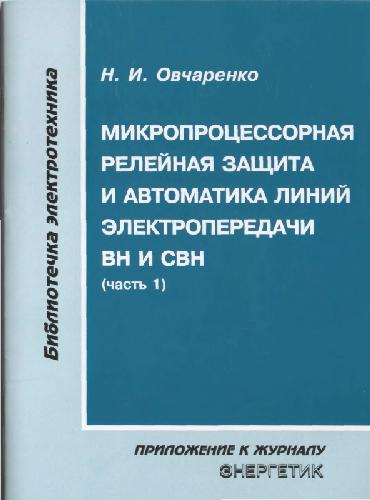 Библиотечка электротехника
Н. И. Овчаренко
МИКРОПРОЦЕССОРНАЯ
РЕЛЕЙНАЯ ЗАЩИТА
И АВТОМАТИКА ЛИНИЙ
ЭЛЕКТРОПЕРЕДАЧИ
ВН И СВН
(часть 1)
ПРИЛОЖЕНИЕ К ЖУРНАЛУ
ЭНЕРГЕТИК